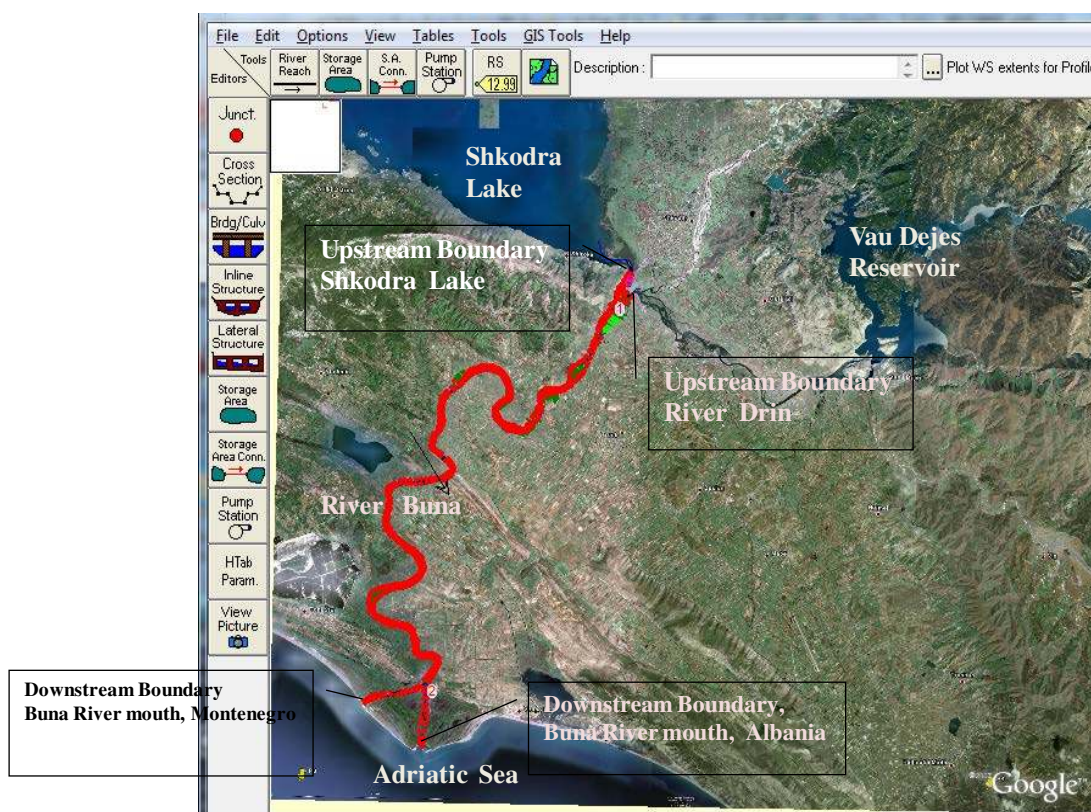 File Edit Options View Tables Tools GIS Tools Help
Tools
Editors
River
Reach
Storage
Area
S.A.
Conn.
Pump
Station
RS
12.99
Description :
... Plot WS extents for Profile
Junct.
Cross
Section
Brdg/Culv
Inline
Structure
Lateral
Structure
Storage
Area
Storage
Area Conn.
Pump
Station
HTab
Param.
View
Picture
Shkodra
Lake
Upstream Boundary
Shkodra Lake
Vau Dejes
Reservoir
1
Upstream Boundary
River Drin
River Buna
2
Downstream Boundary
Buna River mouth, Montenegro
Downstream Boundary,
Buna River mouth, Albania
Adriatic Sea
Google